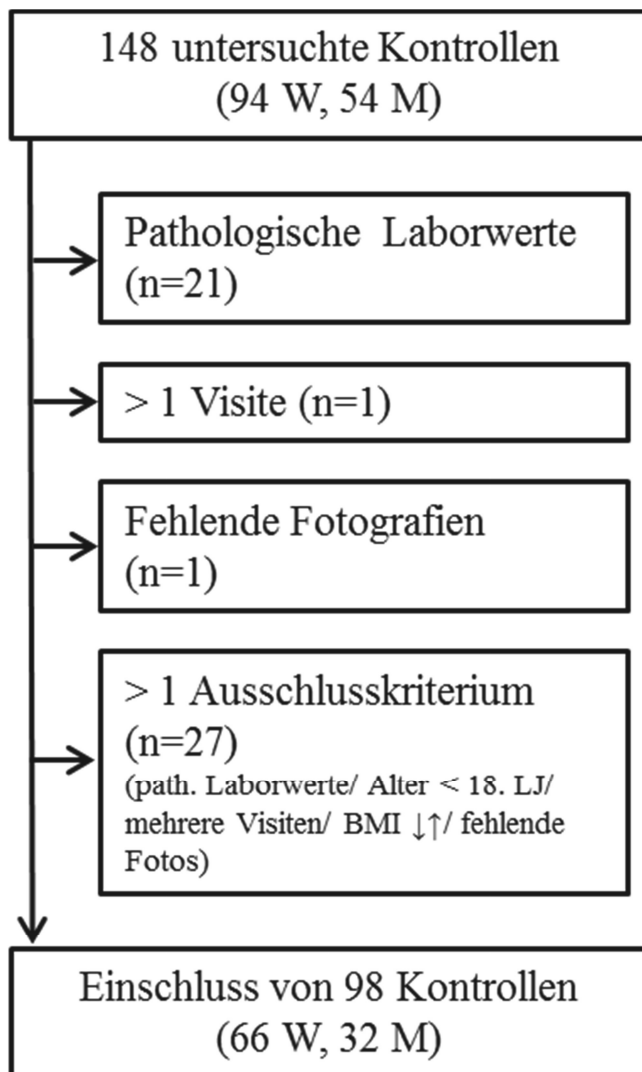 148 untersuchte Kontrollen
(94 W, 54 M)
Pathologische Laborwerte
(n=21)
> 1 Visite (n=1)
Fehlende Fotografien
(n=1)
> 1 Ausschlusskriterium
(n=27)
(path. Laborwerte/ Alter < 18. LJ/
mehrere Visiten/ BMI ↓↑/ fehlende
Fotos)
Einschluss von 98 Kontrollen
(66 W, 32 M)